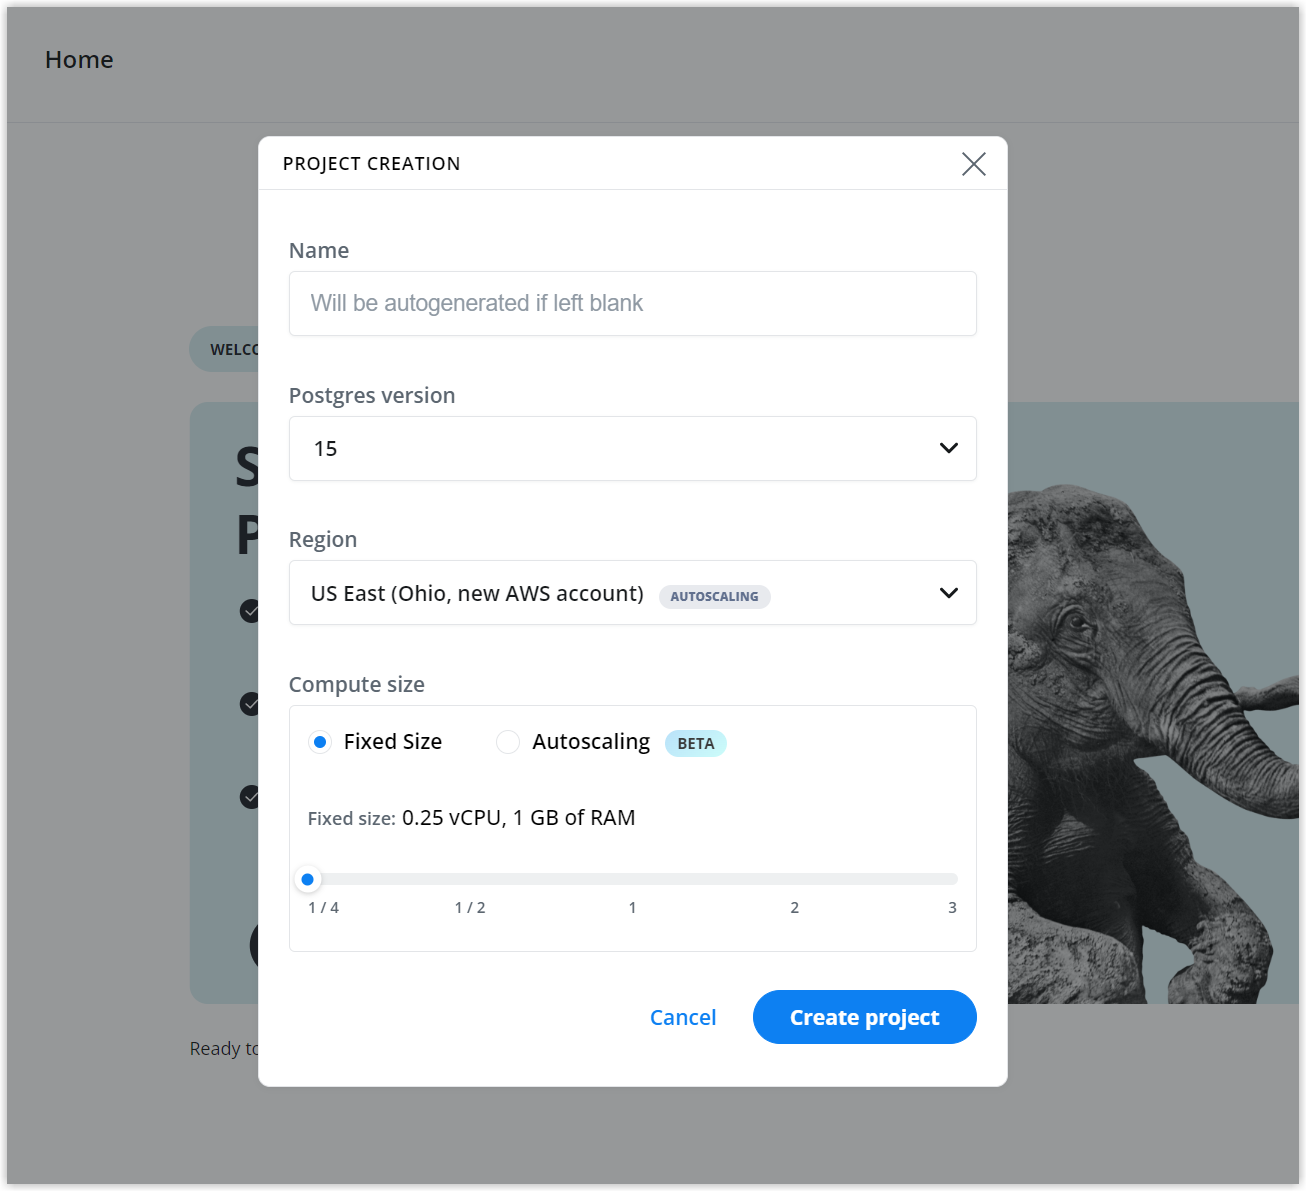 Home
PROJECT CREATION
Name
Will be autogenerated if left blank
WELCO
Postgres version
15
S
P
Region
US East (Ohio, new AWS account) AUTOSCALING
Compute size
Fixed Size Autoscaling BETA
Fixed size: 0.25 vCPU, 1 GB of RAM
1 / 4 1 / 2 1 2 3
Cancel Create project
Ready to